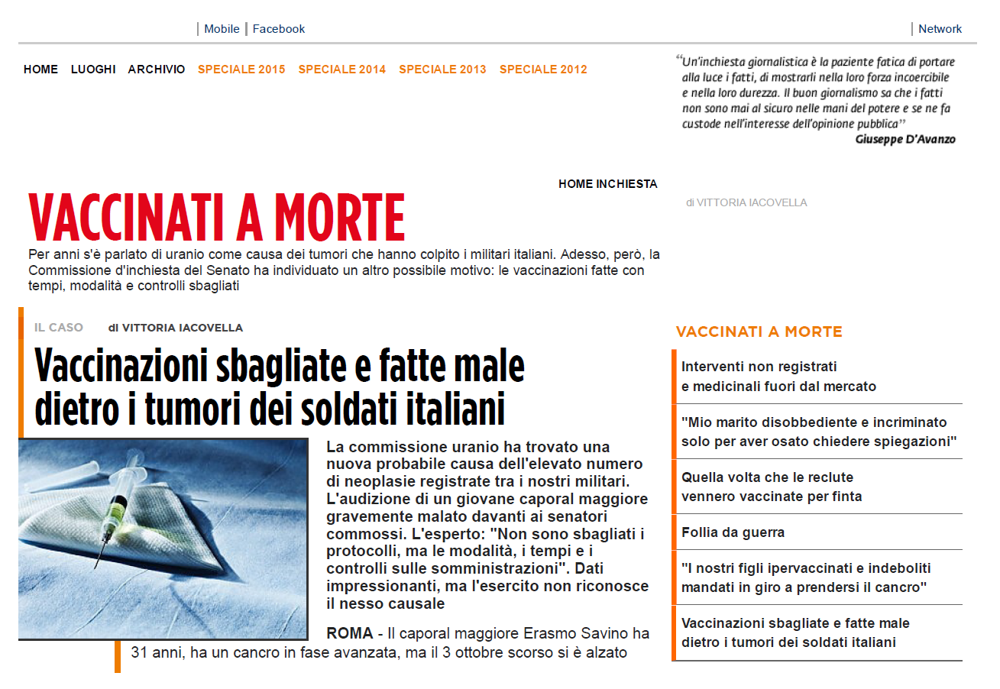 Mobile
Facebook
Network
HOME LUOGHI ARCHIVIO SPECIALE 2015 SPECIALE 2014 SPECIALE 2013 SPECIALE 2012
“Un'inchiesta giornalistica è la paziente fatica di portare
alla luce i fatti, di mostrarli nella loro forza incoercibile
e nella loro durezza. Il buon giornalismo sa che i fatti
non sono mai al sicuro nelle mani del potere e se ne fa
custode nell'interesse dell'opinione pubblica”
Giuseppe D'Avanzo
HOME INCHIESTA
VACCINATI A MORTE
di VITTORIA IACOVELLA
Per anni s'è parlato di uranio come causa dei tumori che hanno colpito i militari italiani. Adesso, però, la
Commissione d'inchiesta del Senato ha individuato un altro possibile motivo: le vaccinazioni fatte con
tempi, modalità e controlli sbagliati
IL CASO di VITTORIA IACOVELLA
Vaccinazioni sbagliate e fatte male
dietro i tumori dei soldati italiani
La commissione uranio ha trovato una
nuova probabile causa dell'elevato numero
di neoplasie registrate tra i nostri militari.
L'audizione di un giovane caporal maggiore
gravemente malato davanti ai senatori
commossi. L'esperto: "Non sono sbagliati i
protocolli, ma le modalità, i tempi e i
controlli sulle somministrazioni". Dati
impressionanti, ma l'esercito non riconosce
il nesso causale
ROMA - Il caporal maggiore Erasmo Savino ha
31 anni, ha un cancro in fase avanzata, ma il 3 ottobre scorso si è alzato
VACCINATI A MORTE
Interventi non registrati
e medicinali fuori dal mercato
"Mio marito disobbediente e incriminato
solo per aver osato chiedere spiegazioni"
Quella volta che le reclute
vennero vaccinate per finta
Follia da guerra
"I nostri figli ipervaccinati e indeboliti
mandati in giro a prendersi il cancro"
Vaccinazioni sbagliate e fatte male
dietro i tumori dei soldati italiani